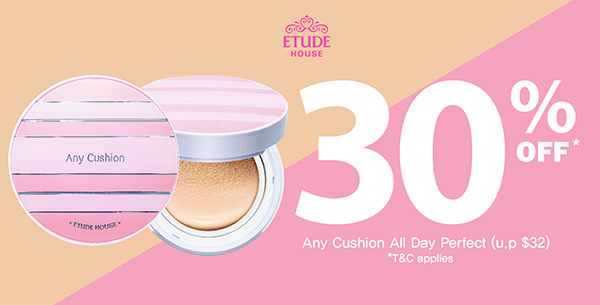 ETUDE
HOUSE
Any Cushion
•ETUDE HOUSE•
30% OFF*
Any Cushion All Day Perfect (u.p $32)
*T&C applies